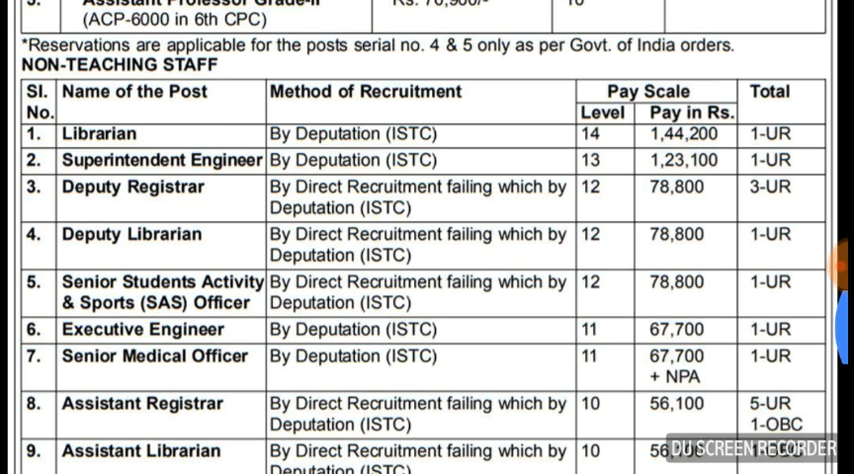 5. Assistant Professor Grade-II Rs. 70,900/- 10
(ACP-6000 in 6th CPC)
*Reservations are applicable for the posts serial no. 4 & 5 only as per Govt. of India orders.
NON-TEACHING STAFF
Sl. Name of the Post Method of Recruitment Pay Scale Total
No. Level Pay in Rs.
1. Librarian By Deputation (ISTC) 14 1,44,200 1-UR
2. Superintendent Engineer By Deputation (ISTC) 13 1,23,100 1-UR
3. Deputy Registrar By Direct Recruitment failing which by 12 78,800 3-UR
Deputation (ISTC)
4. Deputy Librarian By Direct Recruitment failing which by 12 78,800 1-UR
Deputation (ISTC)
5. Senior Students Activity By Direct Recruitment failing which by 12 78,800 1-UR
& Sports (SAS) Officer Deputation (ISTC)
6. Executive Engineer By Deputation (ISTC) 11 67,700 1-UR
7. Senior Medical Officer By Deputation (ISTC) 11 67,700 1-UR
+ NPA
8. Assistant Registrar By Direct Recruitment failing which by 10 56,100 5-UR
Deputation (ISTC) 1-OBC
9. Assistant Librarian By Direct Recruitment failing which by 10
Deputation (ISTC)
DU SCREEN RECORDER